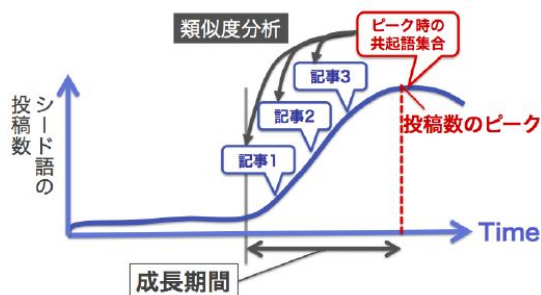 類似度分析
ピーク時の
共起語集合
記事3
記事2
記事1
投稿数のピーク
シード語の
投稿数
Time
成長期間